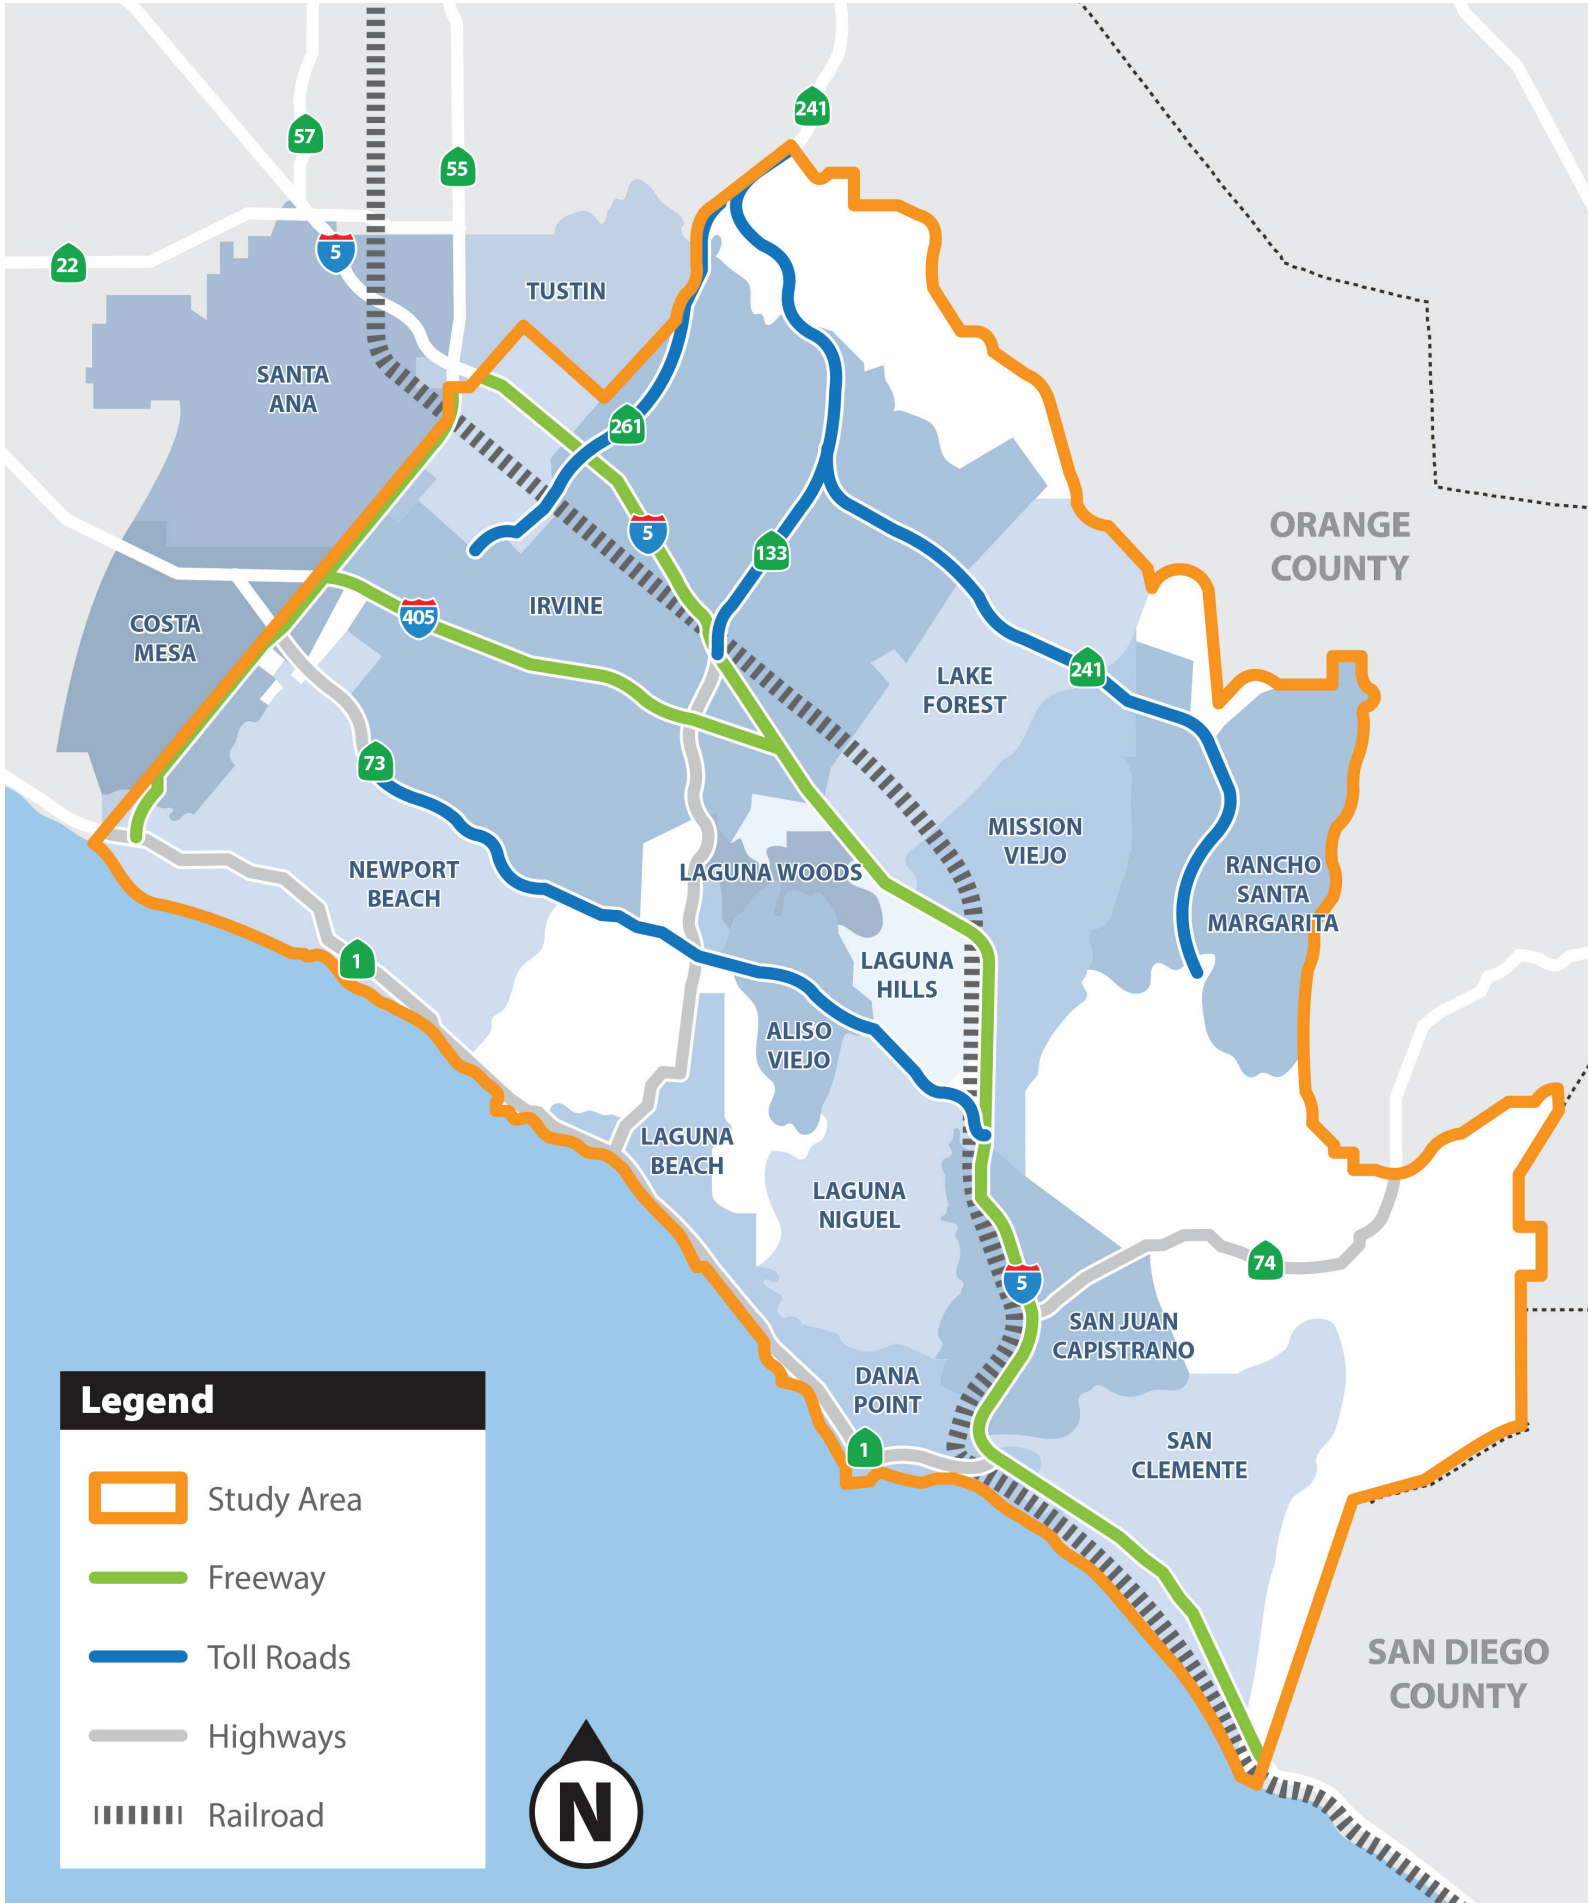 241
57
55
5
22
TUSTIN
SANTA
ANA
261
5
133
ORANGE
COUNTY
405
IRVINE
COSTA
MESA
LAKE
FOREST
241
73
MISSION
VIEJO
NEWPORT
BEACH
LAGUNA WOODS
RANCHO
SANTA
MARGARITA
1
LAGUNA
HILLS
ALISO
VIEJO
LAGUNA
BEACH
LAGUNA
NIGUEL
74
5
SAN JUAN
CAPISTRANO
DANA
POINT
1
SAN
CLEMENTE
SAN DIEGO
COUNTY
Legend
Study Area
Freeway
Toll Roads
Highways
Railroad
N